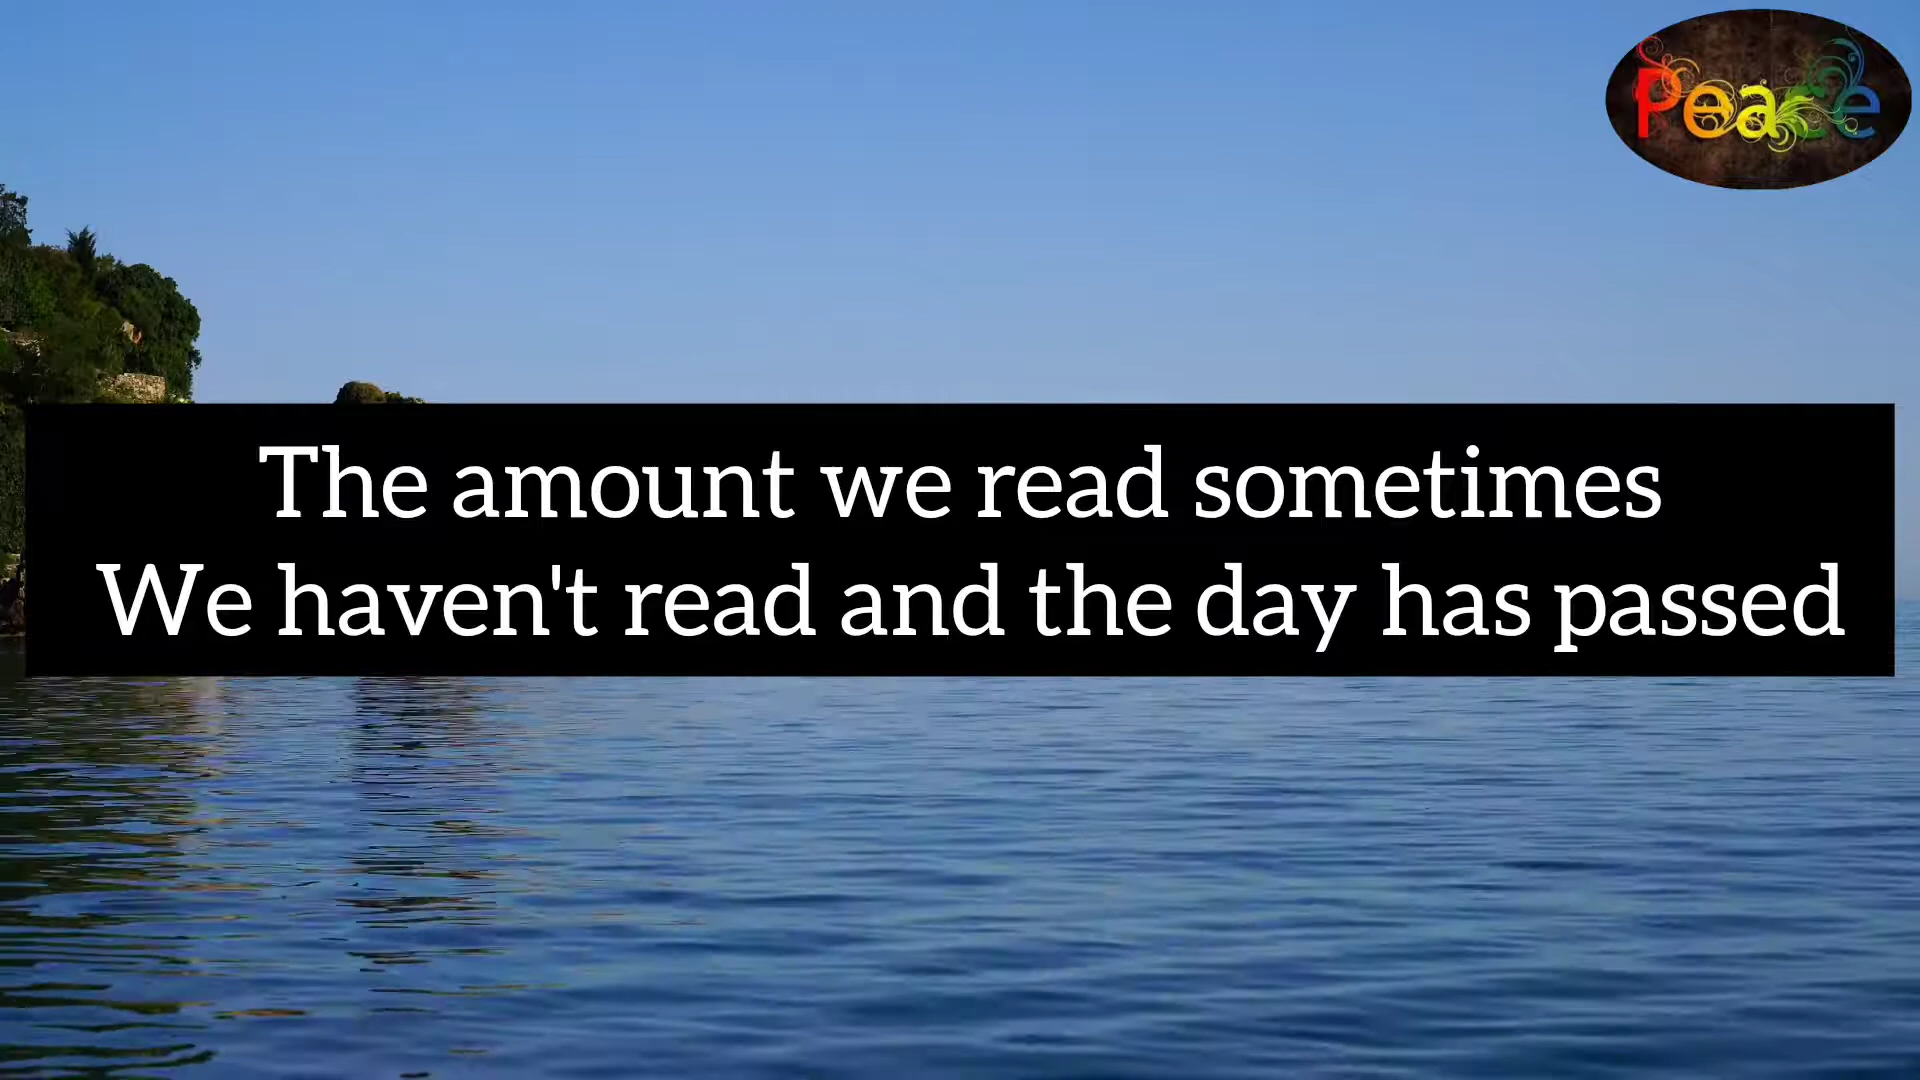 Peace
The amount we read sometimes
We haven't read and the day has passed